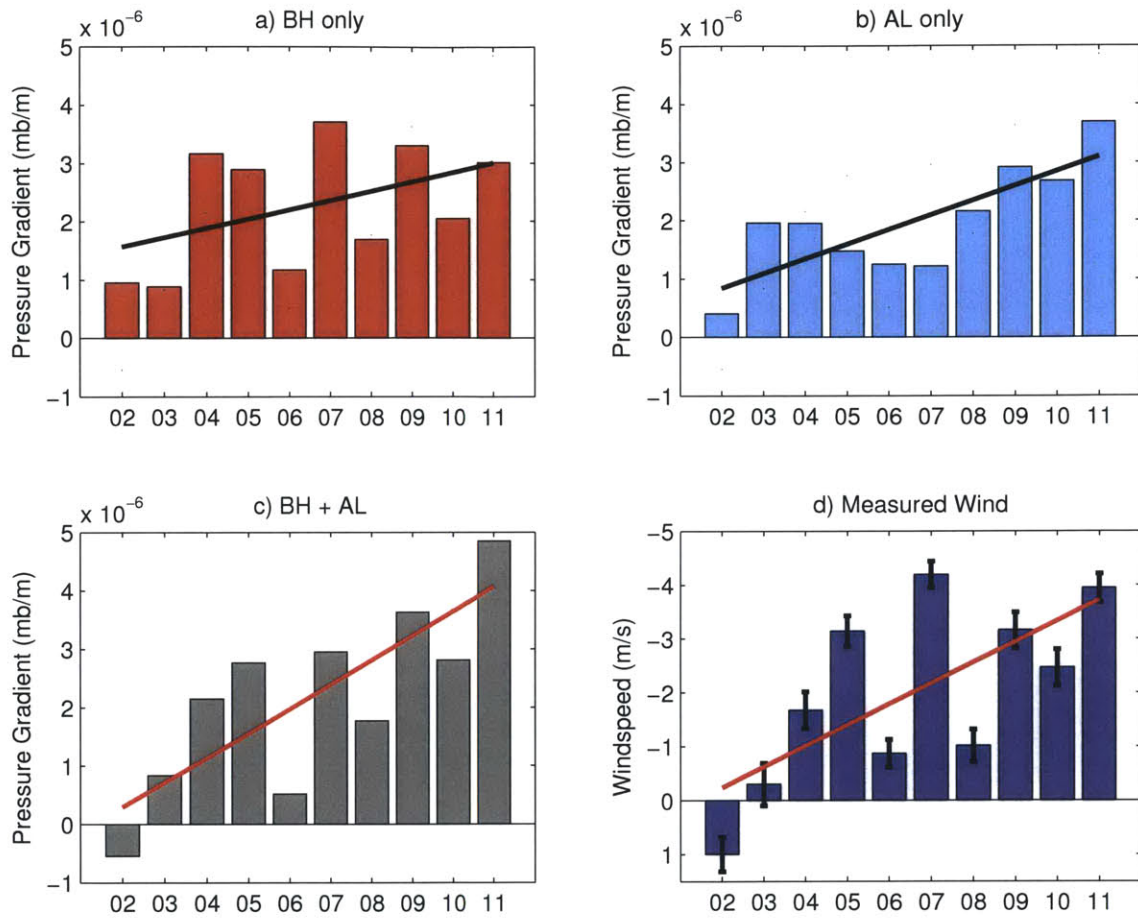 a) BH only
x 10⁻⁶
Pressure Gradient (mb/m)
5
4
3
2
1
0
−1
02 03 04 05 06 07 08 09 10 11
b) AL only
x 10⁻⁶
Pressure Gradient (mb/m)
5
4
3
2
1
0
−1
02 03 04 05 06 07 08 09 10 11
c) BH + AL
x 10⁻⁶
Pressure Gradient (mb/m)
5
4
3
2
1
0
−1
02 03 04 05 06 07 08 09 10 11
d) Measured Wind
Windspeed (m/s)
−5
−4
−3
−2
−1
0
1
02 03 04 05 06 07 08 09 10 11